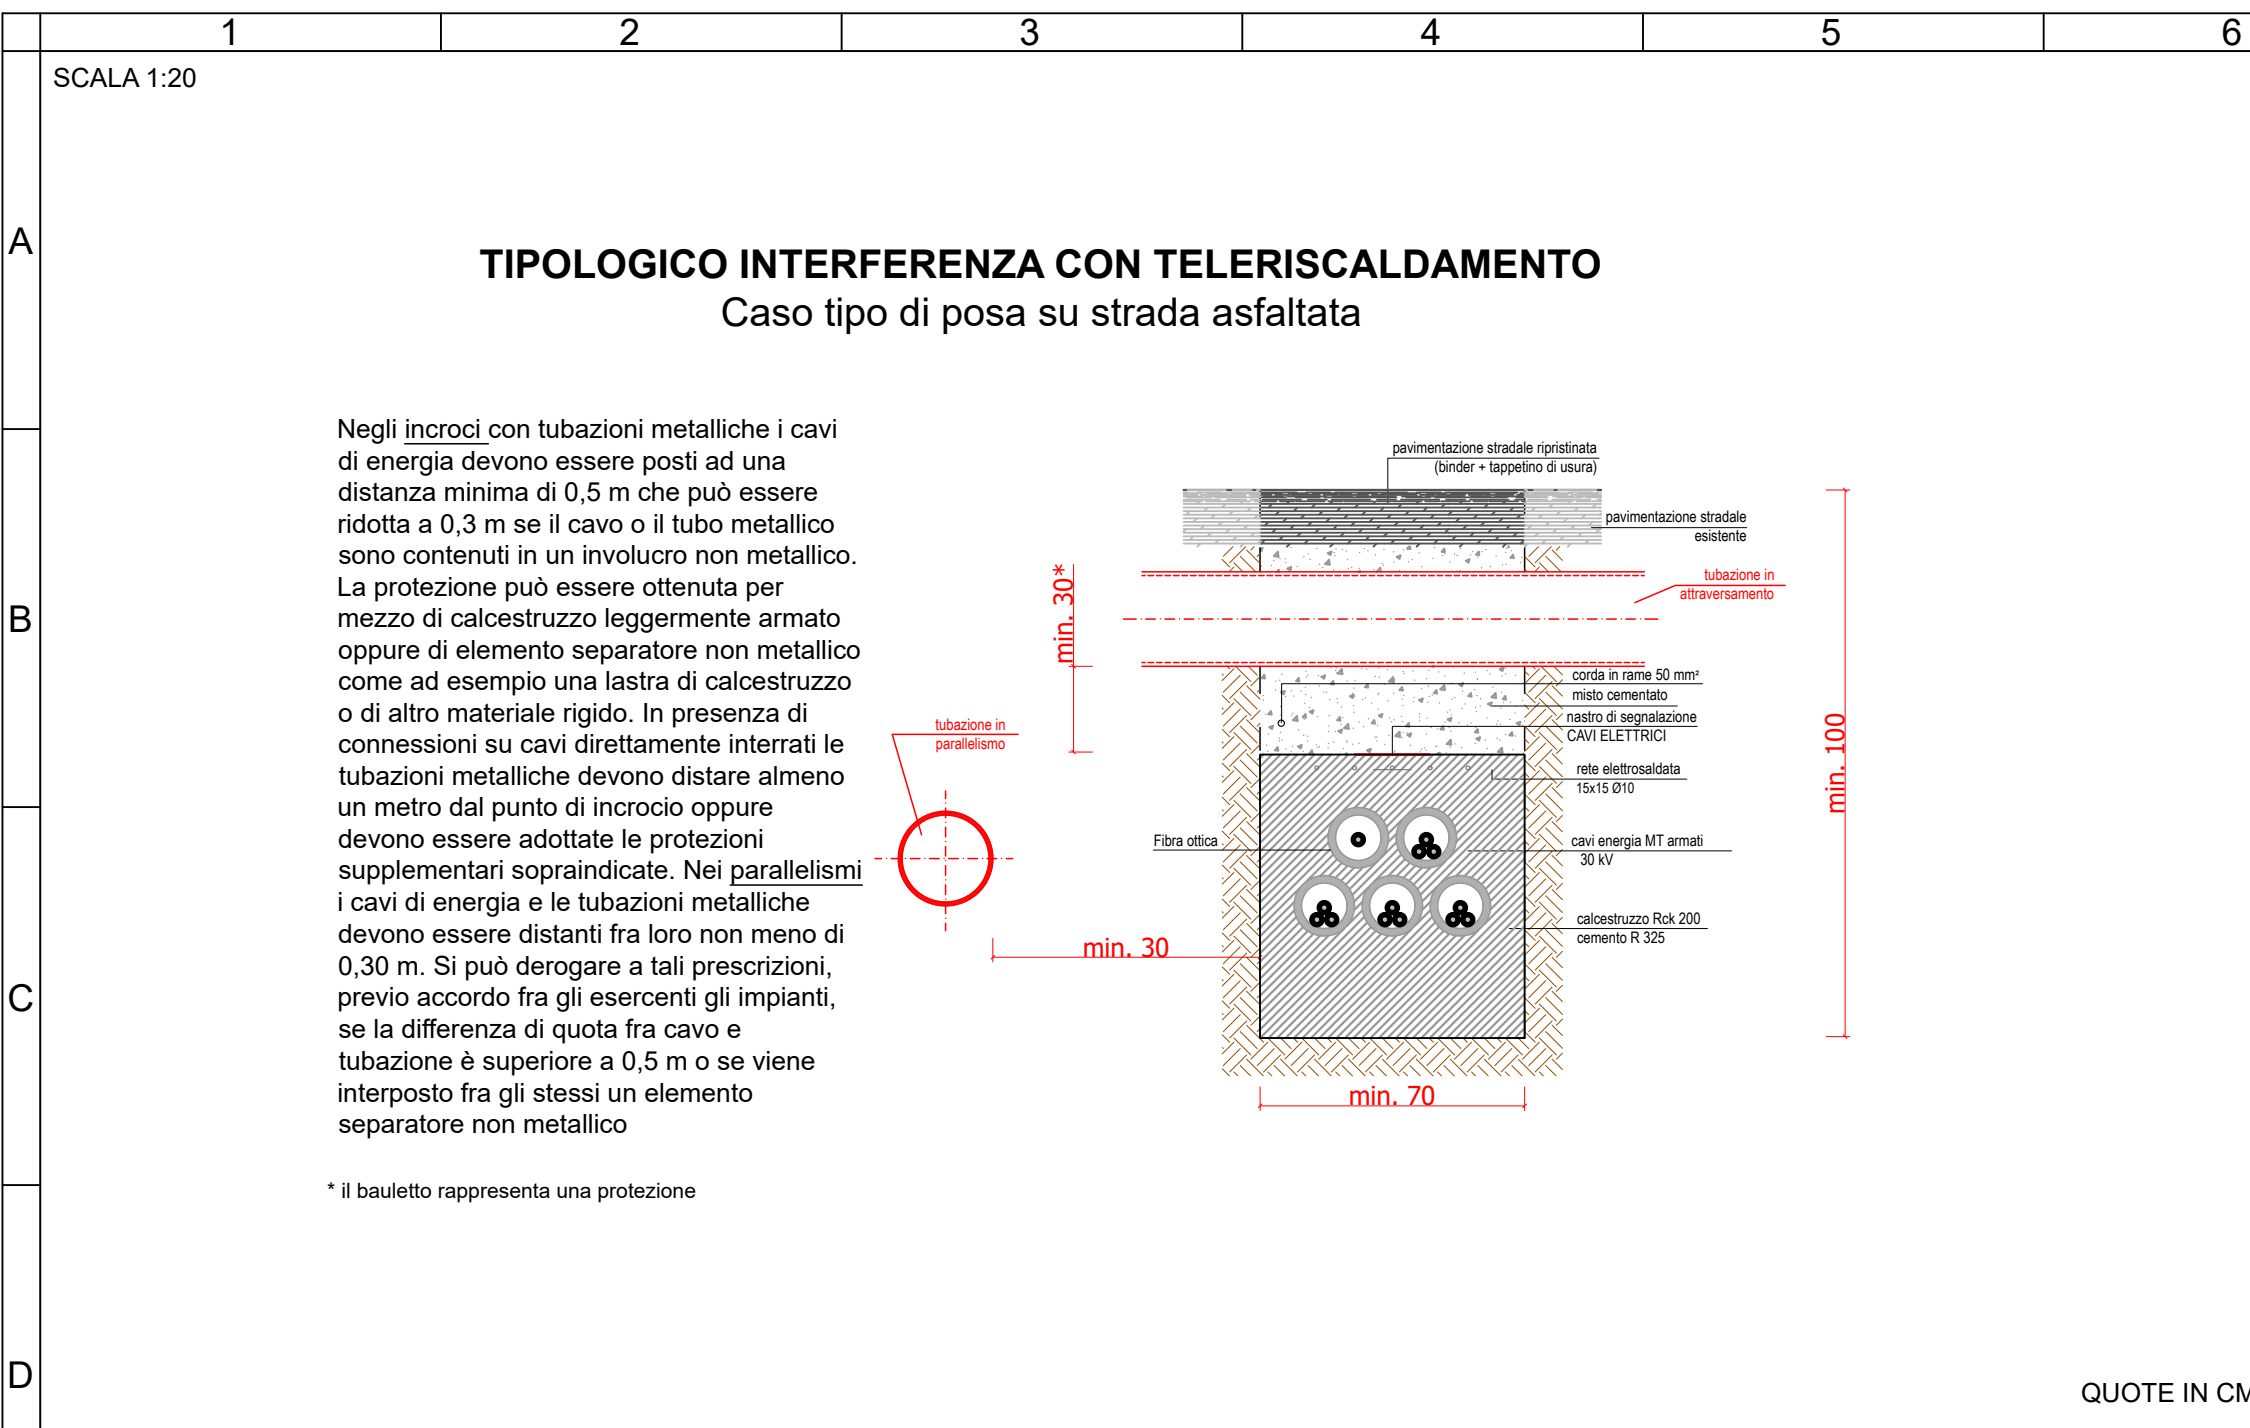 1 2 3 4 5 6
SCALA 1:20
A
TIPOLOGICO INTERFERENZA CON TELERISCALDAMENTO
Caso tipo di posa su strada asfaltata
Negli incroci con tubazioni metalliche i cavi
di energia devono essere posti ad una
distanza minima di 0,5 m che può essere
ridotta a 0,3 m se il cavo o il tubo metallico
sono contenuti in un involucro non metallico.
La protezione può essere ottenuta per
mezzo di calcestruzzo leggermente armato
oppure di elemento separatore non metallico
come ad esempio una lastra di calcestruzzo
o di altro materiale rigido. In presenza di
connessioni su cavi direttamente interrati le
tubazioni metalliche devono distare almeno
un metro dal punto di incrocio oppure
devono essere adottate le protezioni
supplementari sopraindicate. Nei parallelismi
i cavi di energia e le tubazioni metalliche
devono essere distanti fra loro non meno di
0,30 m. Si può derogare a tali prescrizioni,
previo accordo fra gli esercenti gli impianti,
se la differenza di quota fra cavo e
tubazione è superiore a 0,5 m o se viene
interposto fra gli stessi un elemento
separatore non metallico
* il bauletto rappresenta una protezione
B
C
D
pavimentazione stradale ripristinata
(binder + tappetino di usura)
pavimentazione stradale
esistente
tubazione in
attraversamento
min. 30*
corda in rame 50 mm²
misto cementato
nastro di segnalazione
CAVI ELETTRICI
rete elettrosaldata
15x15 Ø10
tubazione in
parallelismo
Fibra ottica
cavi energia MT armati
30 kV
calcestruzzo Rck 200
cemento R 325
min. 30
min. 70
min. 100
QUOTE IN CM